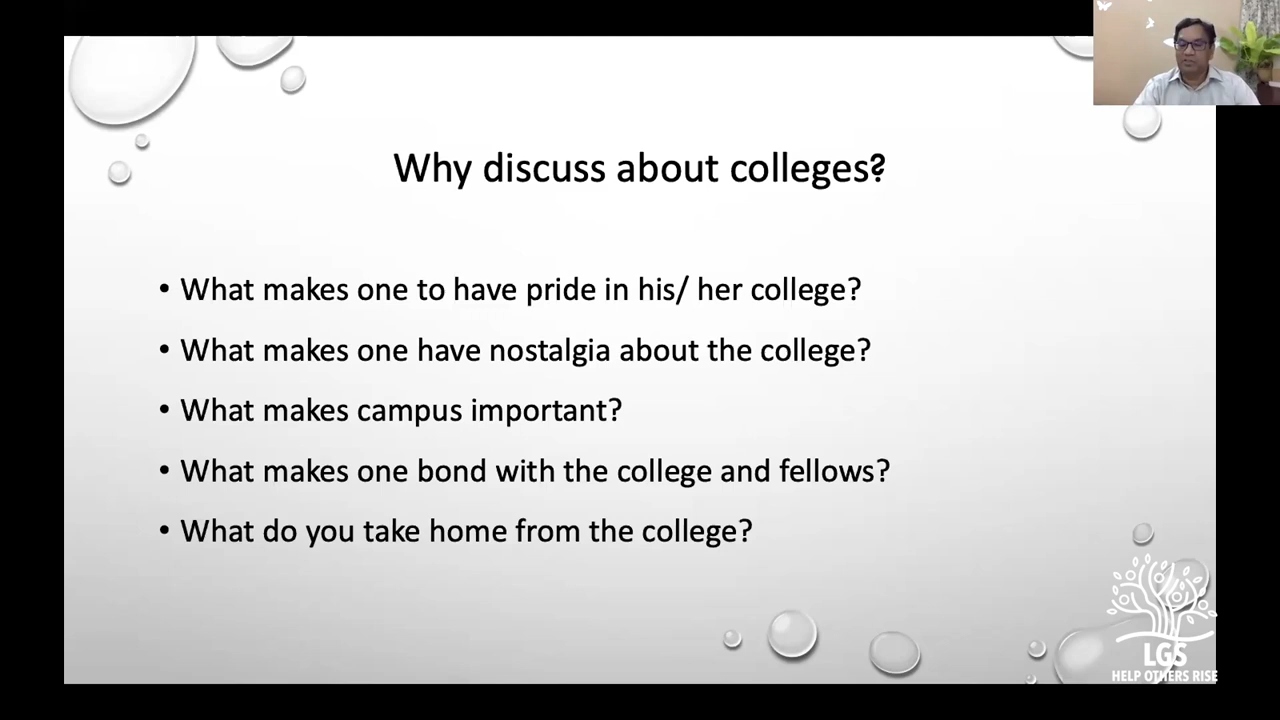 Why discuss about colleges?
• What makes one to have pride in his/ her college?
• What makes one have nostalgia about the college?
• What makes campus important?
• What makes one bond with the college and fellows?
• What do you take home from the college?
LGS
HELP OTHERS RISE